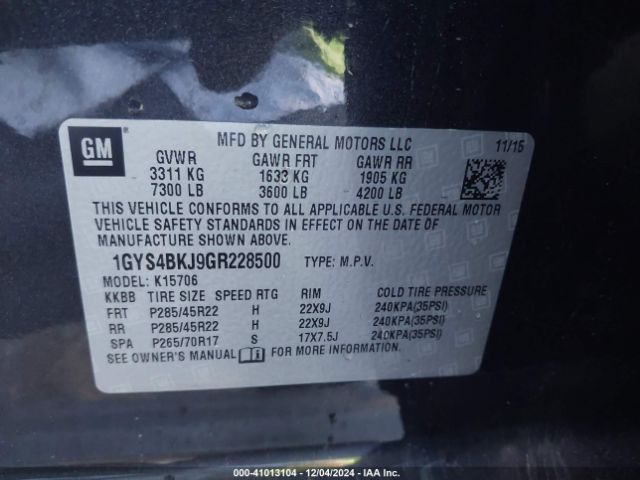 GM
MFD BY GENERAL MOTORS LLC 11/15
GVWR GAWR FRT GAWR RR
3311 KG 1633 KG 1905 KG
7300 LB 3600 LB 4200 LB
THIS VEHICLE CONFORMS TO ALL APPLICABLE U.S. FEDERAL MOTOR
VEHICLE SAFETY STANDARDS IN EFFECT ON THE DATE OF
MANUFACTURE SHOWN ABOVE.
1GYS4BKJ9GR228500 TYPE: M.P.V.
MODEL: K15706
KKBB TIRE SIZE SPEED RTG RIM COLD TIRE PRESSURE
FRT P285/45R22 H 22X9J 240KPA(35PSI)
RR P285/45R22 H 22X9J 240KPA(35PSI)
SPA P265/70R17 S 17X7.5J 240KPA(35PSI)
SEE OWNER'S MANUAL FOR MORE INFORMATION.
000-41013104 - 12/04/2024 - IAA Inc.